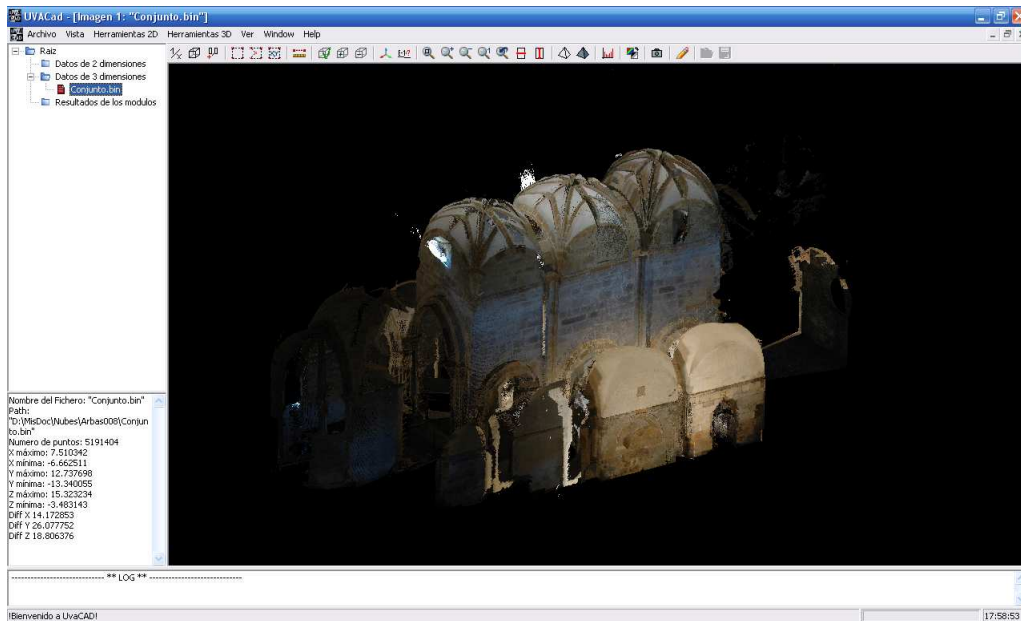 UVACad - [Imagen 1: "Conjunto.bin"]
Archivo Vista Herramientas 2D Herramientas 3D Ver Window Help
Raiz
Datos de 2 dimensiones
Datos de 3 dimensiones
Conjunto.bin
Resultados de los modulos
Nombre del Fichero: "Conjunto.bin"
Path:
"D:\MisDoc\Nubes\Arbas008\Conjun
to.bin"
Numero de puntos: 5191404
X máximo: 7.510342
X mínima: -6.662511
Y máximo: 12.737698
Y mínima: -13.340055
Z máximo: 15.323234
Z mínima: -3.483143
Diff X 14.172853
Diff Y 26.077752
Diff Z 18.806376
---------------------------- ** LOG ** ----------------------------
!Bienvenido a UvaCAD!
17:58:53